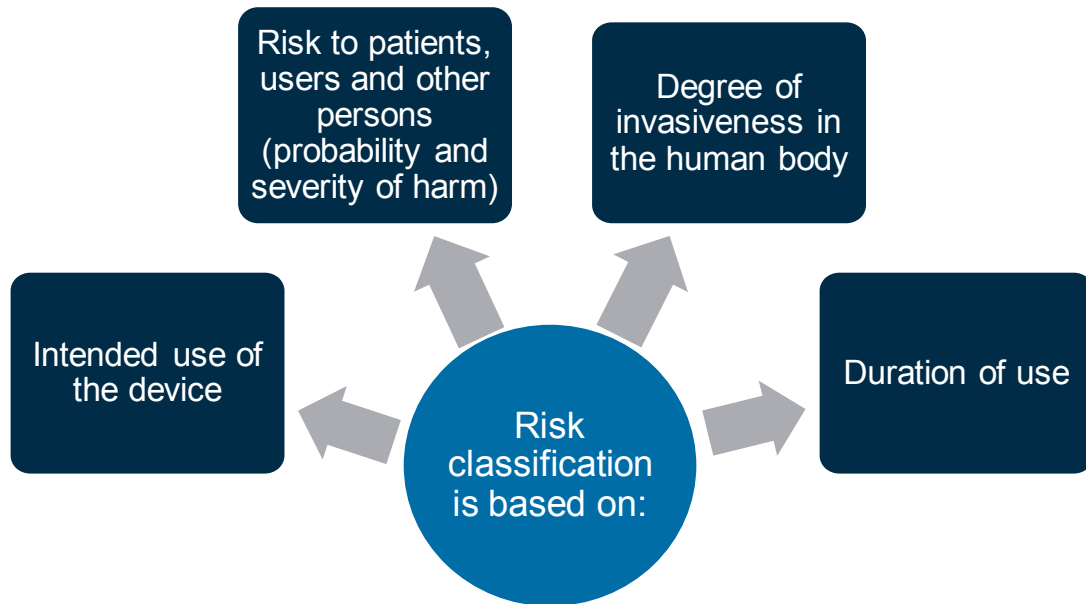 Risk to patients,
users and other
persons
(probability and
severity of harm)
Degree of
invasiveness in
the human body
Intended use of
the device
Duration of use
Risk
classification
is based on: